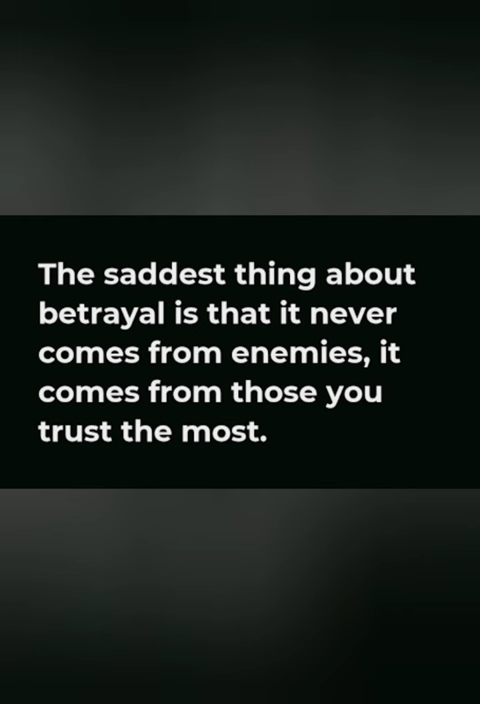 The saddest thing about
betrayal is that it never
comes from enemies, it
comes from those you
trust the most.